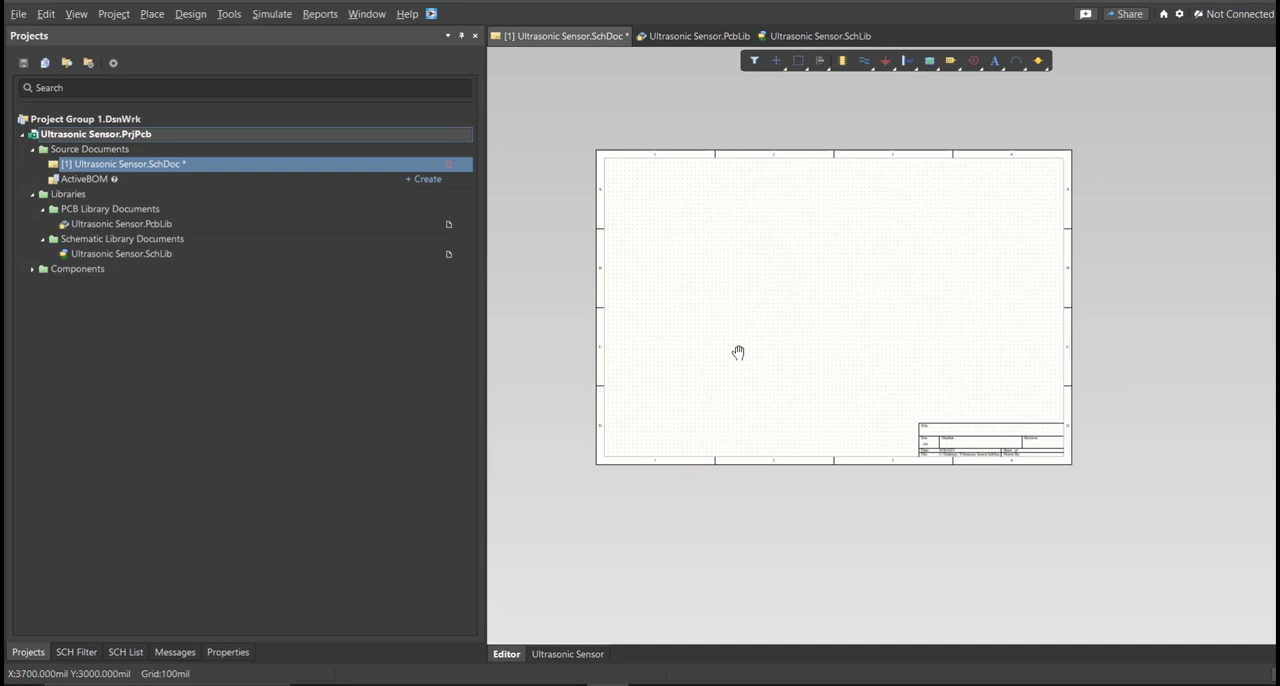 File Edit View Project Place Design Tools Simulate Reports Window Help Share Not Connected
Projects
[1] Ultrasonic Sensor.SchDoc * Ultrasonic Sensor.PcbLib Ultrasonic Sensor.SchLib
A
Search
Project Group 1.DsnWrk
Ultrasonic Sensor.PrjPcb
Source Documents
[1] Ultrasonic Sensor.SchDoc *
ActiveBOM + Create
Libraries
PCB Library Documents
Ultrasonic Sensor.PcbLib
Schematic Library Documents
Ultrasonic Sensor.SchLib
Components
Projects SCH Filter SCH List Messages Properties
Editor Ultrasonic Sensor
X:3700.000mil Y:3000.000mil Grid:100mil